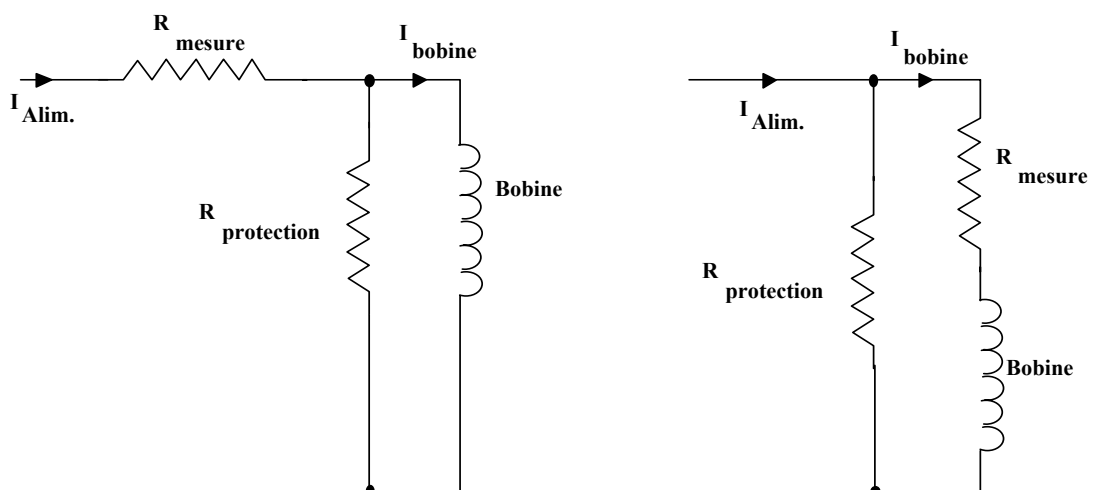 R
mesure
I
bobine
I
Alim.
R
protection
Bobine
I
bobine
I
Alim.
R
mesure
R
protection
Bobine